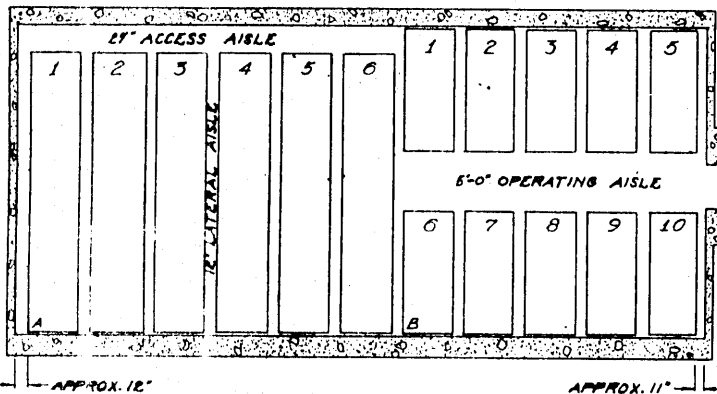 24" ACCESS AISLE
1 2 3 4 5 6
12" LATERAL AISLE
A
1 2 3 4 5
5'-0" OPERATING AISLE
6 7 8 9 10
B
APPROX. 12"
APPROX. 11"